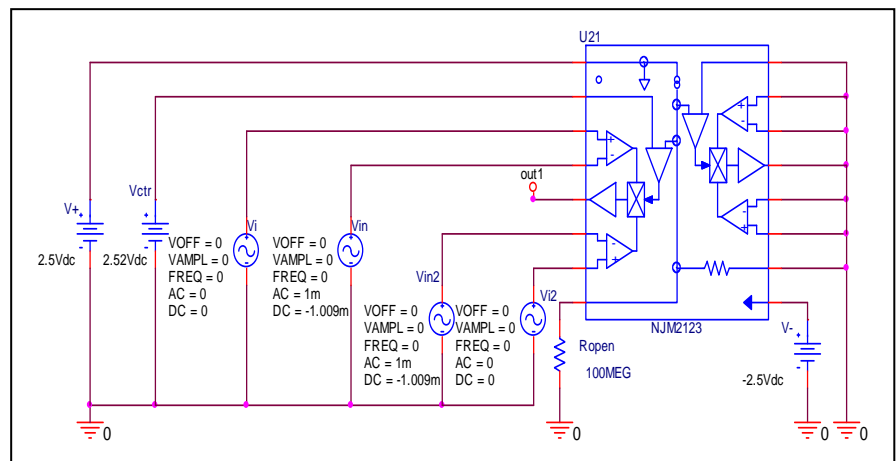 U21
out1
V+
2.5Vdc
Vctr
2.52Vdc
Vi
VOFF = 0
VAMPL = 0
FREQ = 0
AC = 0
DC = 0
Vin
VOFF = 0
VAMPL = 0
FREQ = 0
AC = 1m
DC = -1.009m
Vin2
VOFF = 0
VAMPL = 0
FREQ = 0
AC = 1m
DC = -1.009m
Vi2
VOFF = 0
VAMPL = 0
FREQ = 0
AC = 0
DC = 0
Ropen
100MEG
NJM2123
V-
-2.5Vdc
0
0
0
0